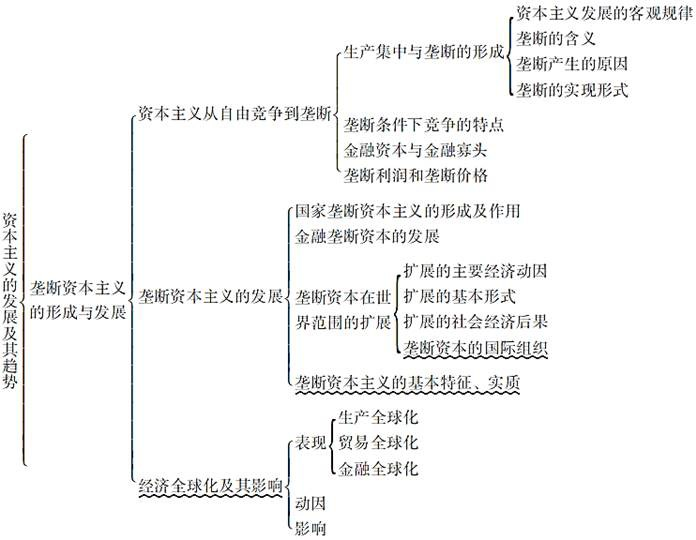 资本主义的发展及其趋势
垄断资本主义
的形成与发展
资本主义从自由竞争到垄断
生产集中与垄断的形成
资本主义发展的客观规律
垄断的含义
垄断产生的原因
垄断的实现形式
垄断条件下竞争的特点
金融资本与金融寡头
垄断利润和垄断价格
垄断资本主义的发展
国家垄断资本主义的形成及作用
金融垄断资本的发展
垄断资本在世
界范围的扩展
扩展的主要经济动因
扩展的基本形式
扩展的社会经济后果
垄断资本的国际组织
垄断资本主义的基本特征、实质
经济全球化及其影响
表现
生产全球化
贸易全球化
金融全球化
动因
影响